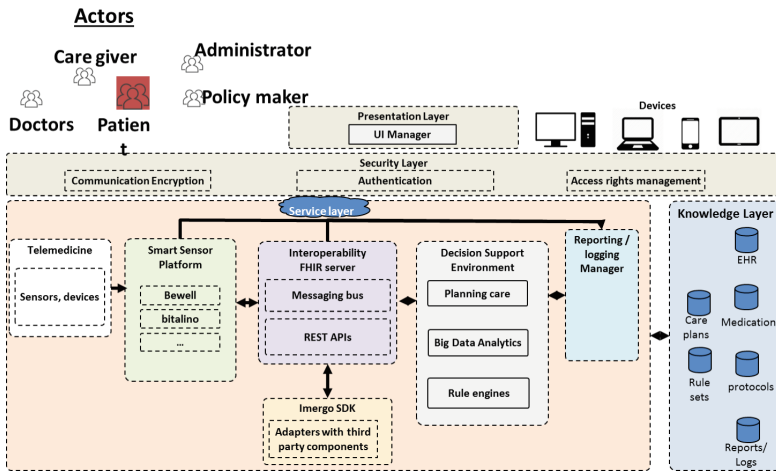 Actors
Care giver
Administrator
Policy maker
Doctors
Patien
t
Presentation Layer
UI Manager
Devices
Security Layer
Communication Encryption
Authentication
Access rights management
Service layer
Telemedicine
Sensors, devices
Smart Sensor
Platform
Bewell
bitalino
...
Interoperability
FHIR server
Messaging bus
REST APIs
Imergo SDK
Adapters with third
party components
Decision Support
Environment
Planning care
Big Data Analytics
Rule engines
Reporting /
logging
Manager
Knowledge Layer
EHR
Care
plans
Medication
Rule
sets
protocols
Reports/
Logs